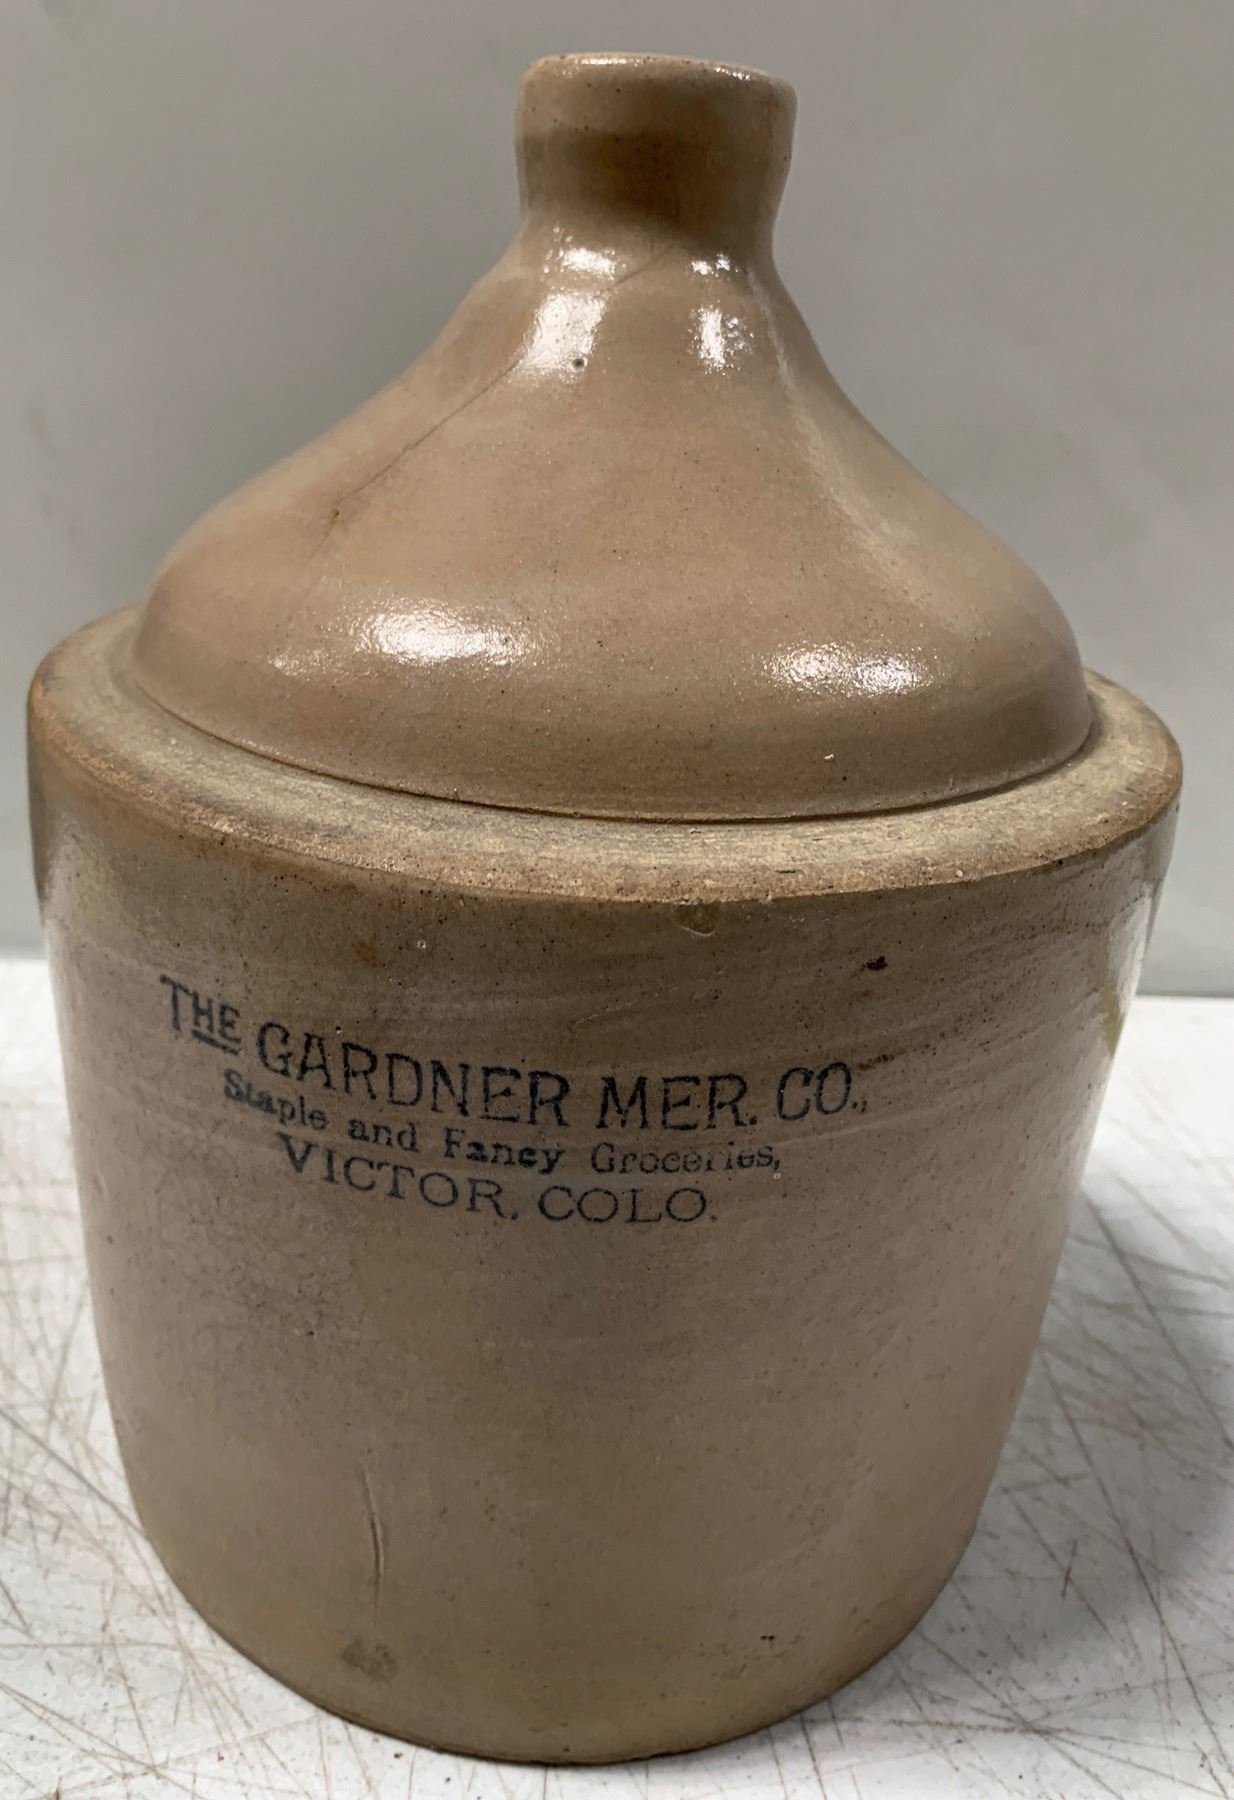 THE GARDNER MER. CO.,
Staple and Fancy Groceries,
VICTOR, COLO.